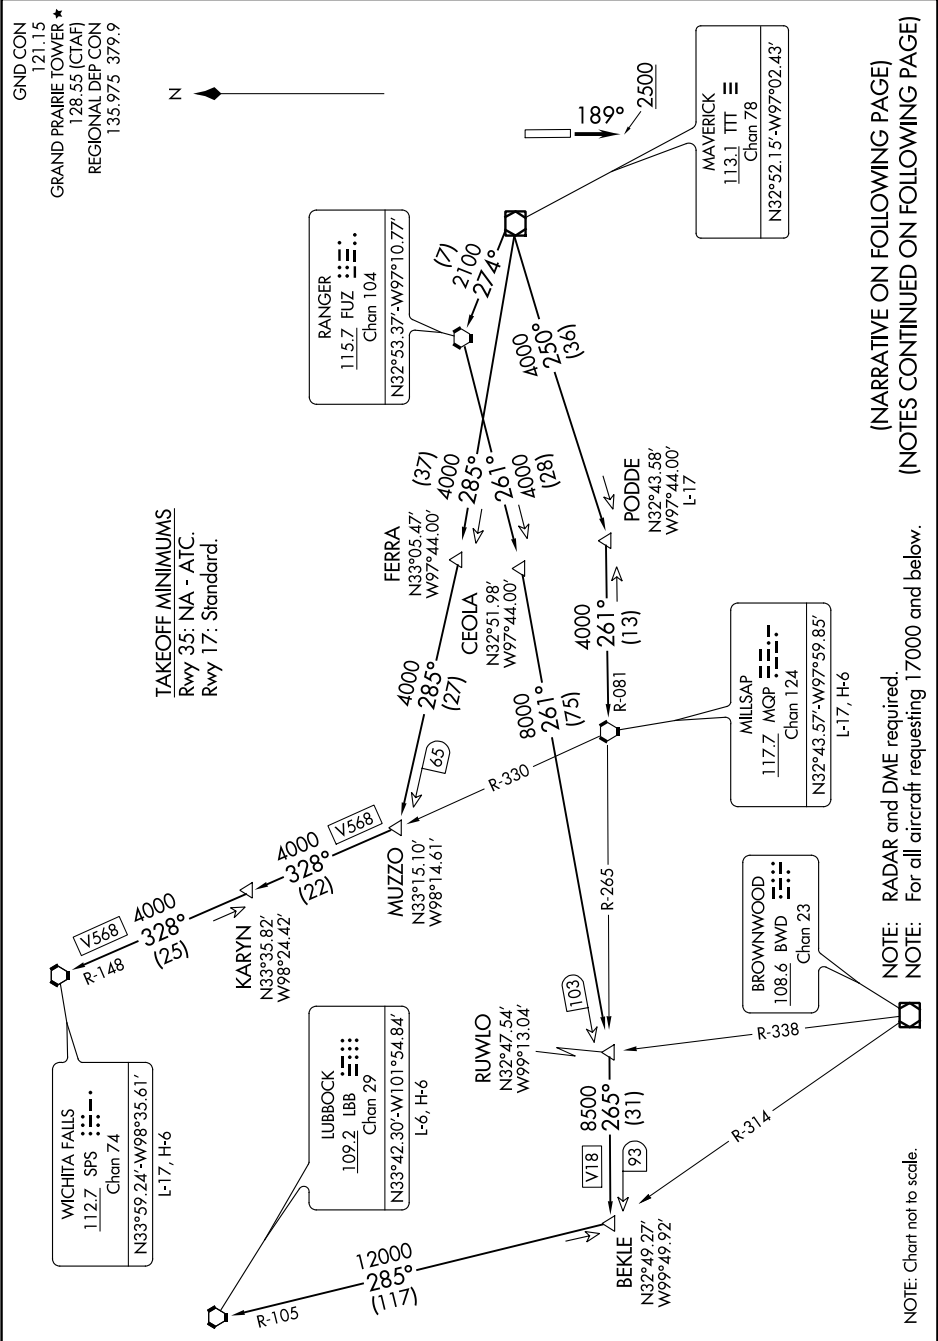 GND CON
121.15
GRAND PRAIRIE TOWER ★
128.55 (CTAF)
REGIONAL DEP CON
135.975 379.9
N
TAKEOFF MINIMUMS
Rwy 35: NA - ATC.
Rwy 17: Standard.
WICHITA FALLS
112.7 SPS
Chan 74
N33°59.24′-W98°35.61′
L-17, H-6
V568
4000
328°
(25)
R-148
KARYN
N33°35.82′
W98°24.42′
4000
V568
328°
(22)
MUZZO
N33°15.10′
W98°14.61′
65
4000
285°
(27)
FERRA
N33°05.47′
W97°44.00′
(37)
4000
285°
RANGER
115.7 FUZ
Chan 104
N32°53.37′-W97°10.77′
(7)
2100
274°
261°
4000
(28)
CEOLA
N32°51.98′
W97°44.00′
8000
261°
(75)
4000
250°
(36)
PODDE
N32°43.58′
W97°44.00′
L-17
4000
261°
(13)
R-081
189°
2500
MAVERICK
113.1 TTT
Chan 78
N32°52.15′-W97°02.43′
MILLSAP
117.7 MQP
Chan 124
N32°43.57′-W97°59.85′
L-17, H-6
R-330
R-265
LUBBOCK
109.2 LBB
Chan 29
N33°42.30′-W101°54.84′
L-6, H-6
R-105
12000
285°
(117)
BEKLE
N32°49.27′
W99°49.92′
V18
93
8500
265°
(31)
RUWLO
N32°47.54′
W99°13.04′
103
R-338
R-314
BROWNWOOD
108.6 BWD
Chan 23
NOTE: RADAR and DME required.
NOTE: For all aircraft requesting 17000 and below.
NOTE: Chart not to scale.
(NARRATIVE ON FOLLOWING PAGE)
(NOTES CONTINUED ON FOLLOWING PAGE)